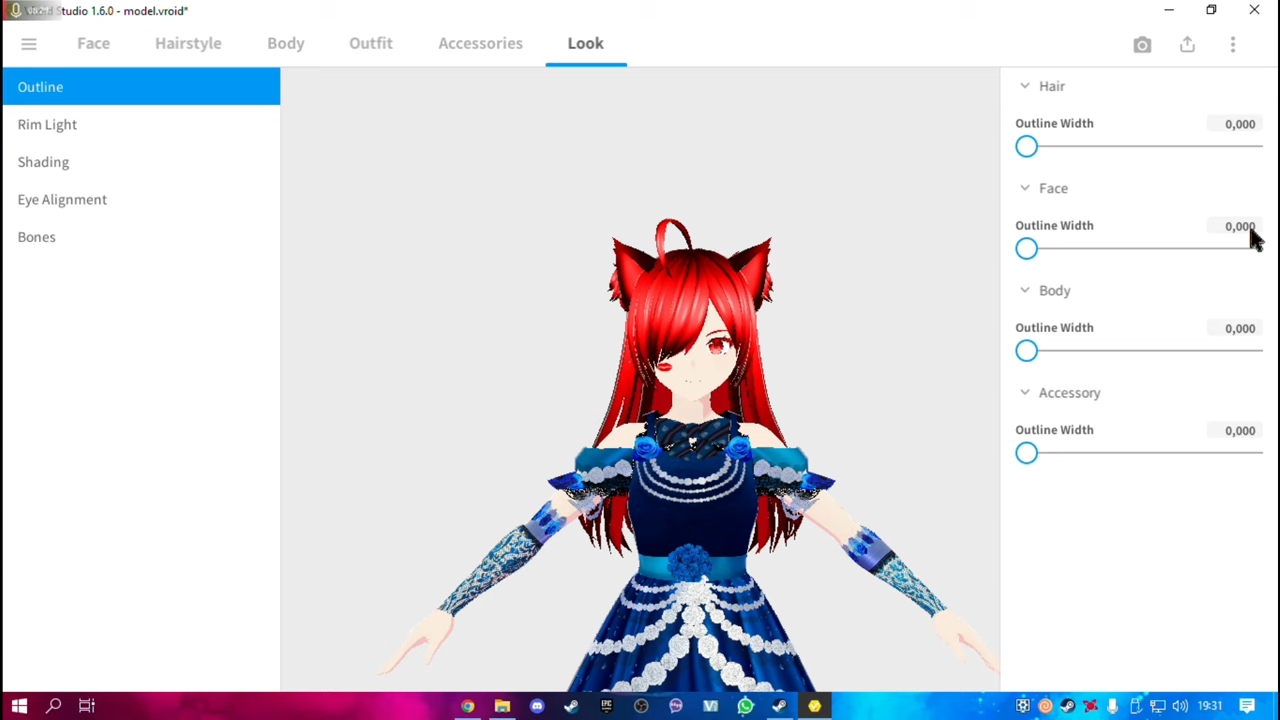 Studio 1.6.0 - model.vroid*
Face
Hairstyle
Body
Outfit
Accessories
Look
Outline
Rim Light
Shading
Eye Alignment
Bones
Hair
Outline Width 0,000
Face
Outline Width 0,000
Body
Outline Width 0,000
Accessory
Outline Width 0,000
EPIC
19:31